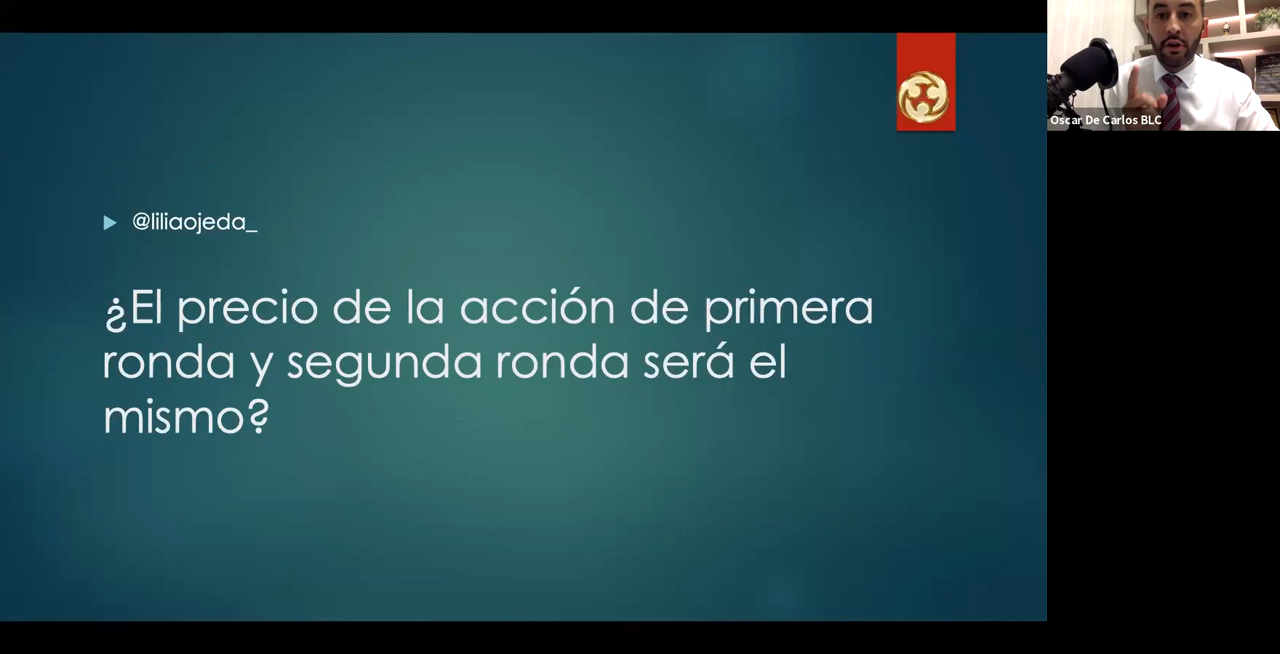 @liliaojeda_
¿El precio de la acción de primera
ronda y segunda ronda será el
mismo?
Oscar De Carlos BLC